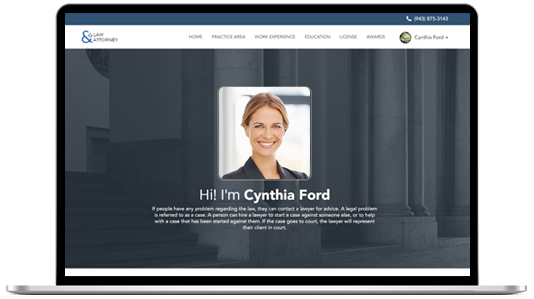 (943) 875-3143
& LAW
ATTORNEY
HOME PRACTICE AREA WORK EXPERIENCE EDUCATION LICENSE AWARDS Cynthia Ford
Hi! I'm Cynthia Ford
If people have any problem regarding the law, they can contact a lawyer for advice. A legal problem
is referred to as a case. A person can hire a lawyer to start a case against someone else, or to help
with a case that has been started against them. If the case goes to court, the lawyer will represent
their client in court.